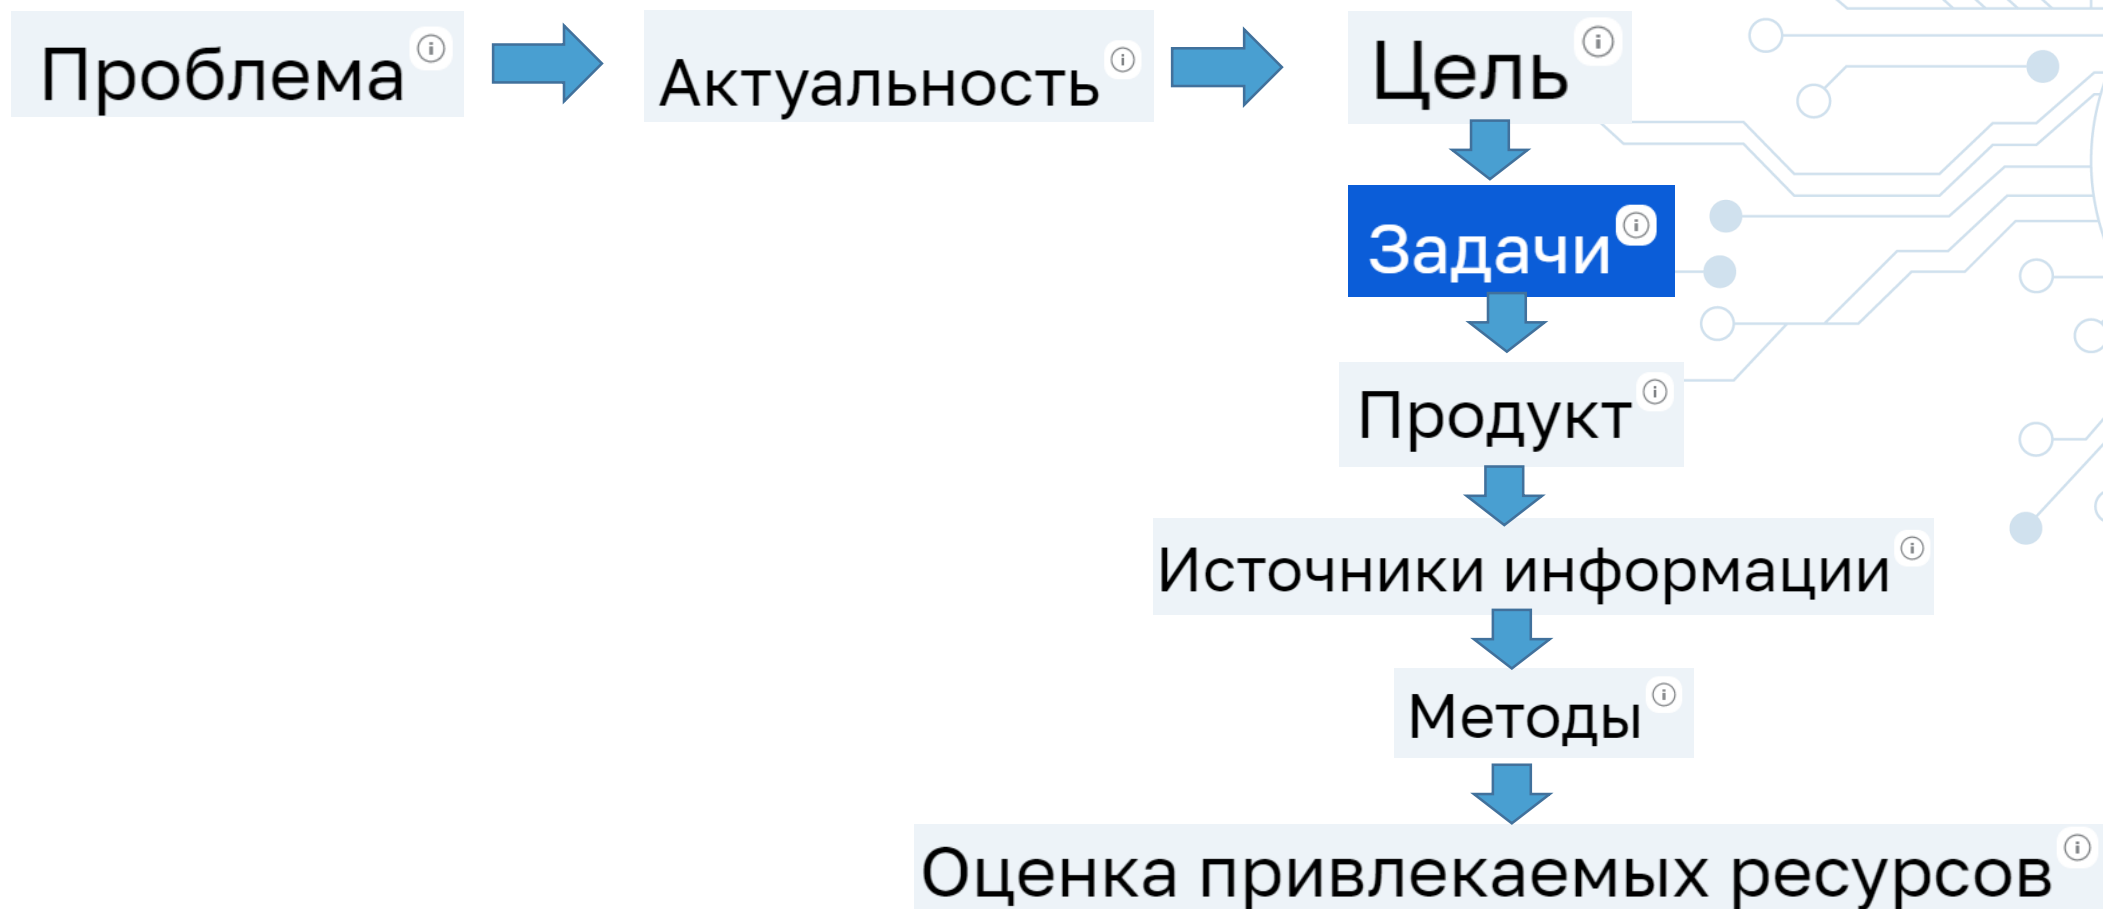 Проблема
Актуальность
Цель
Задачи
Продукт
Источники информации
Методы
Оценка привлекаемых ресурсов